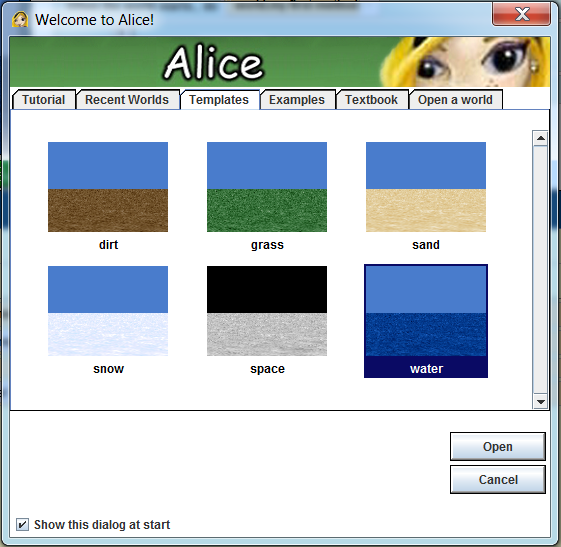 Welcome to Alice!
Alice
Tutorial Recent Worlds Templates Examples Textbook Open a world
dirt grass sand
snow space water
Open
Cancel
Show this dialog at start